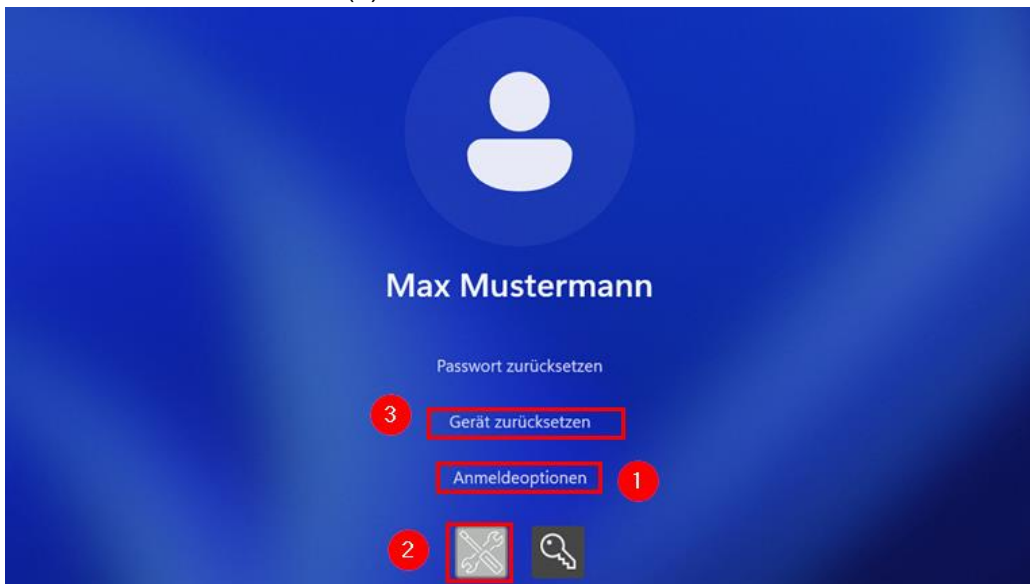 Max Mustermann
Passwort zurücksetzen
3 Gerät zurücksetzen
Anmeldeoptionen 1
2